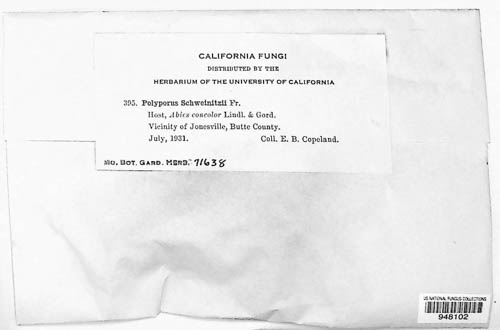 CALIFORNIA FUNGI
DISTRIBUTED BY THE
HERBARIUM OF THE UNIVERSITY OF CALIFORNIA
395. Polyporus Schweinitzii Fr.
Host, Abies concolor Lindl. & Gord.
Vicinity of Jonesville, Butte County.
July, 1931. Coll. E. B. Copeland.
MO. BOT. GARD. HERB. 71638
US NATIONAL FUNGUS COLLECTIONS
948102